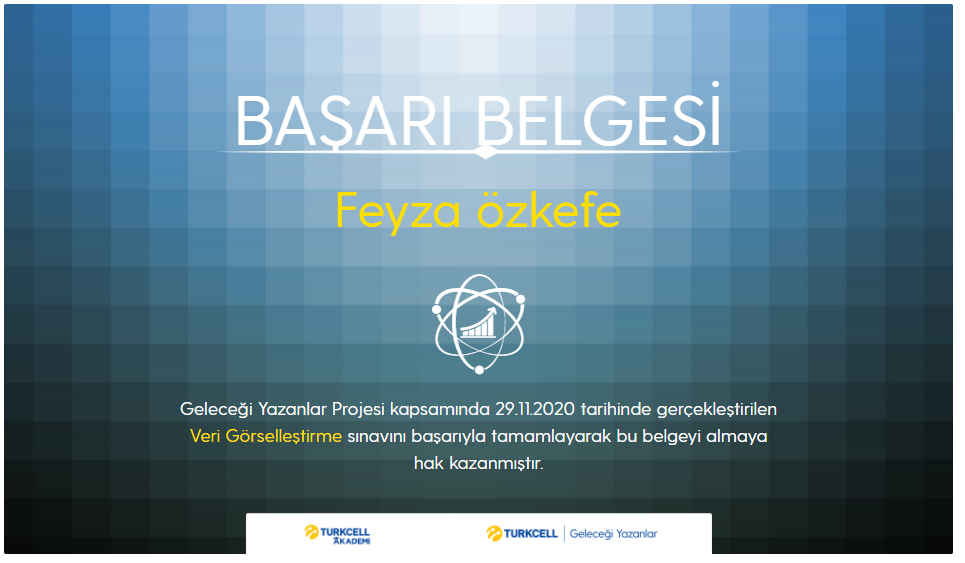 BAŞARI BELGESİ
Feyza özkefe
Geleceği Yazanlar Projesi kapsamında 29.11.2020 tarihinde gerçekleştirilen
Veri Görselleştirme sınavını başarıyla tamamlayarak bu belgeyi almaya
hak kazanmıştır.
TURKCELL
AKADEMİ
TURKCELL | Geleceği Yazanlar